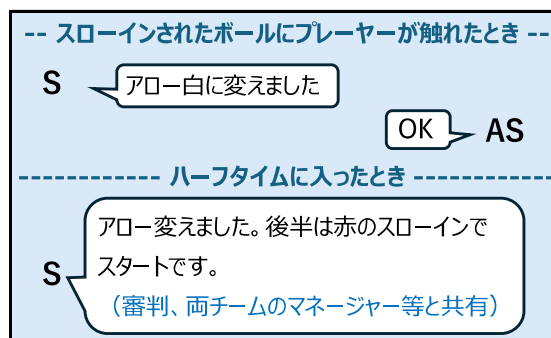 -- スローインされたボールにプレーヤーが触れたとき --
S アロー白に変えました
OK AS
------------ ハーフタイムに入ったとき ------------
アロー変えました。後半は赤のスローインで
S スタートです。
（審判、両チームのマネージャー等と共有）